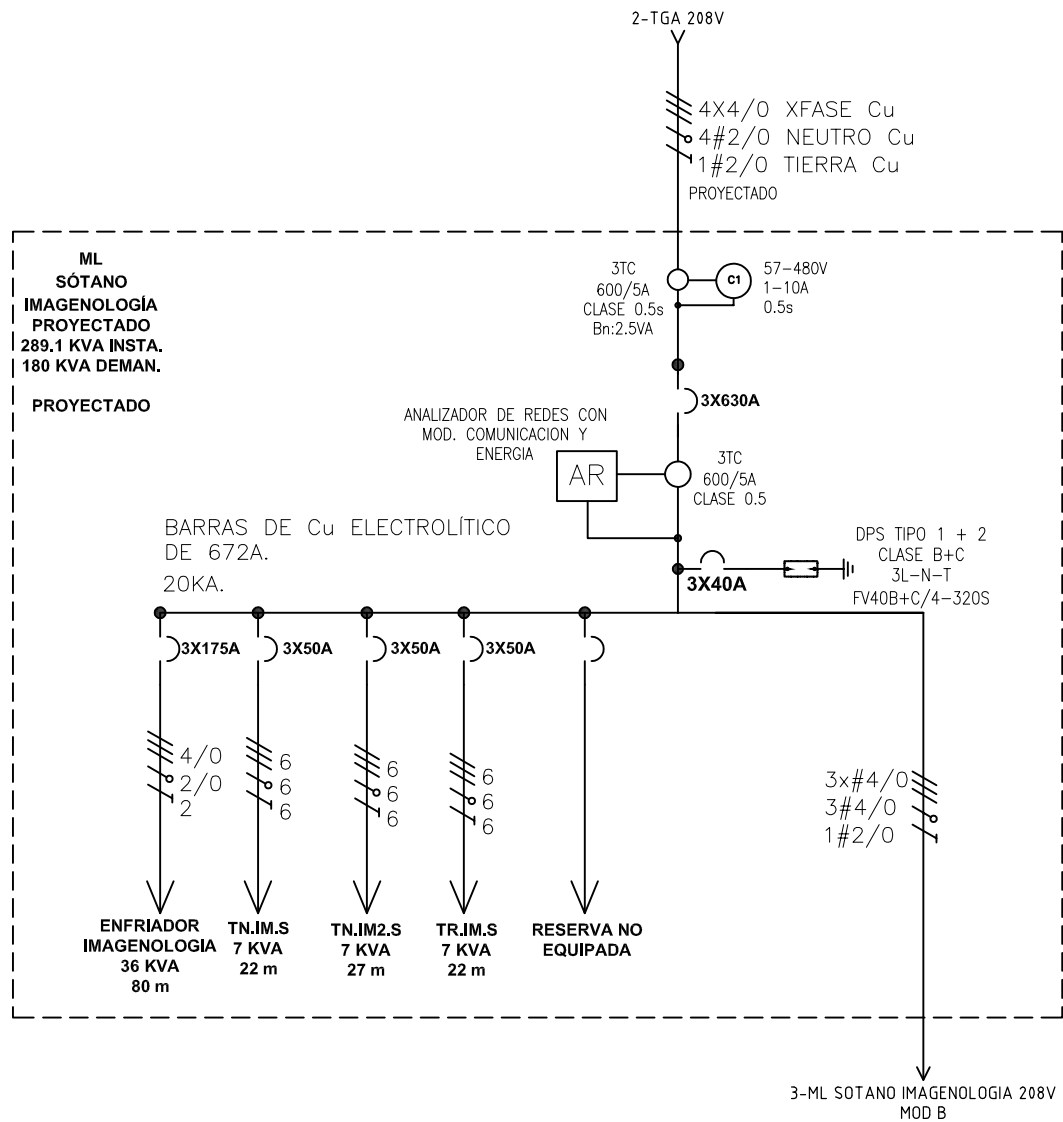 2-TGA 208V
4X4/0 XFASE Cu
4#2/0 NEUTRO Cu
1#2/0 TIERRA Cu
PROYECTADO
ML
SÓTANO
IMAGENOLOGÍA
PROYECTADO
289.1 KVA INSTA.
180 KVA DEMAN.
PROYECTADO
3TC
600/5A
CLASE 0.5s
Bn:2.5VA
C1
57-480V
1-10A
0.5s
3X630A
ANALIZADOR DE REDES CON
MOD. COMUNICACION Y
ENERGIA
AR
3TC
600/5A
CLASE 0.5
BARRAS DE Cu ELECTROLÍTICO
DE 672A.
20KA.
3X40A
DPS TIPO 1 + 2
CLASE B+C
3L-N-T
FV40B+C/4-320S
3X175A
3X50A
3X50A
3X50A
4/0
2/0
2
6
6
6
6
6
6
6
6
6
3x#4/0
3#4/0
1#2/0
ENFRIADOR
IMAGENOLOGIA
36 KVA
80 m
TN.IM.S
7 KVA
22 m
TN.IM2.S
7 KVA
27 m
TR.IM.S
7 KVA
22 m
RESERVA NO
EQUIPADA
3-ML SOTANO IMAGENOLOGIA 208V
MOD B